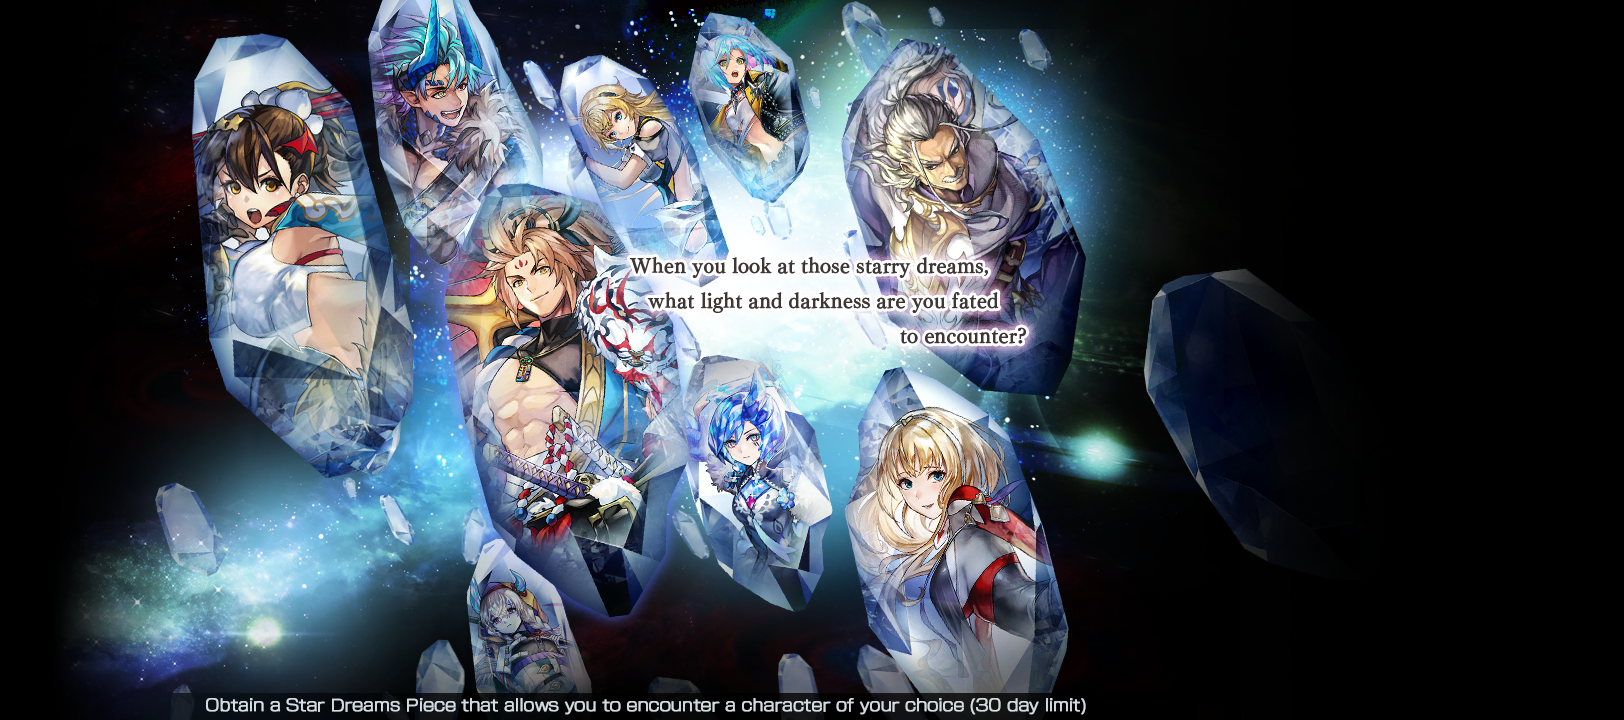 When you look at those starry dreams,
what light and darkness are you fated
to encounter?
Obtain a Star Dreams Piece that allows you to encounter a character of your choice (30 day limit)